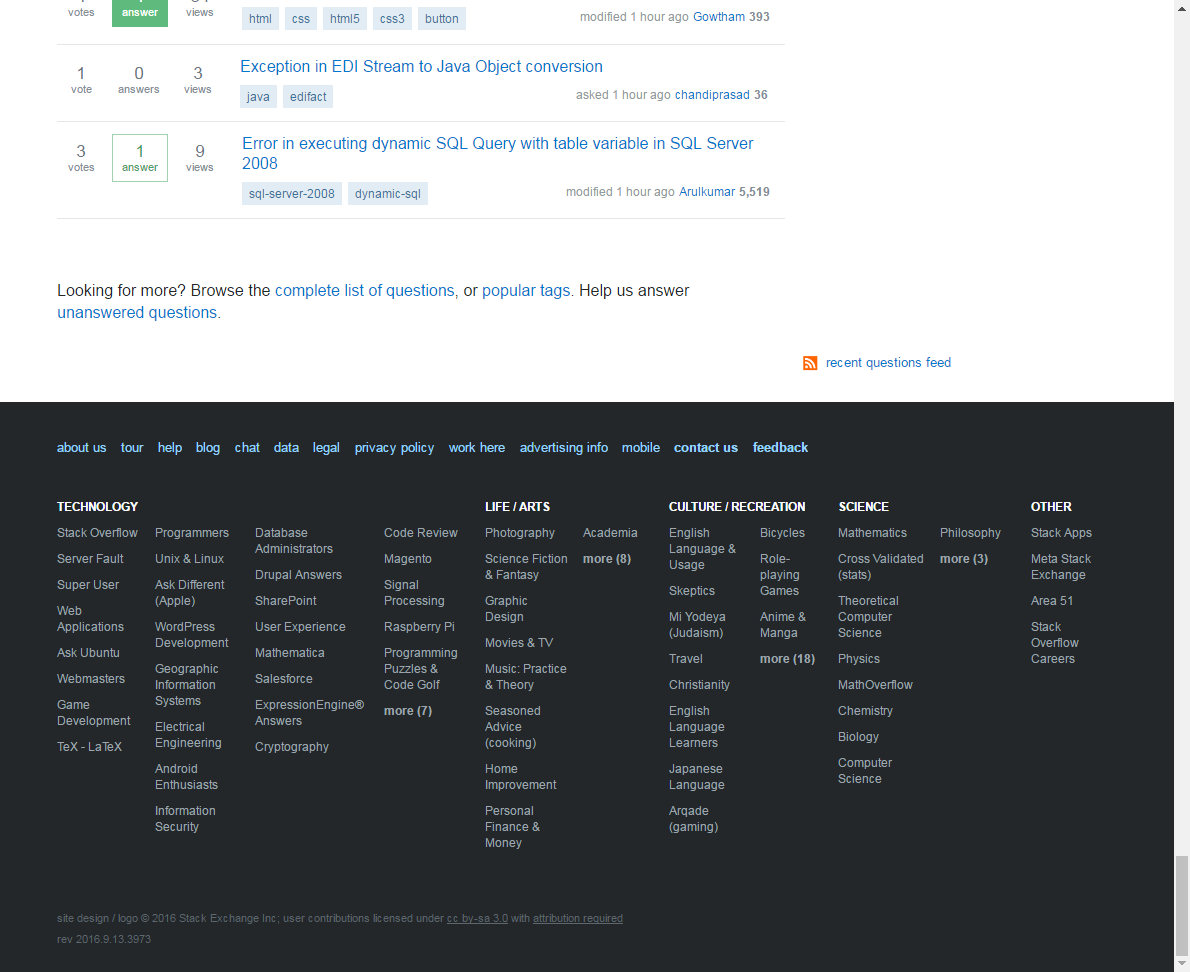 votes answer views
html css html5 css3 button modified 1 hour ago Gowtham 393
Exception in EDI Stream to Java Object conversion
1 0 3
vote answers views
java edifact asked 1 hour ago chandiprasad 36
Error in executing dynamic SQL Query with table variable in SQL Server
2008
3 1 9
votes answer views
sql-server-2008 dynamic-sql modified 1 hour ago Arulkumar 5,519
Looking for more? Browse the complete list of questions, or popular tags. Help us answer
unanswered questions.
recent questions feed
about us tour help blog chat data legal privacy policy work here advertising info mobile contact us feedback
TECHNOLOGY
Stack Overflow
Server Fault
Super User
Web
Applications
Ask Ubuntu
Webmasters
Game
Development
TeX - LaTeX
Programmers
Unix & Linux
Ask Different
(Apple)
WordPress
Development
Geographic
Information
Systems
Electrical
Engineering
Android
Enthusiasts
Information
Security
Database
Administrators
Drupal Answers
SharePoint
User Experience
Mathematica
Salesforce
ExpressionEngine®
Answers
Cryptography
Code Review
Magento
Signal
Processing
Raspberry Pi
Programming
Puzzles &
Code Golf
more (7)
LIFE / ARTS
Photography
Science Fiction
& Fantasy
Graphic
Design
Movies & TV
Music: Practice
& Theory
Seasoned
Advice
(cooking)
Home
Improvement
Personal
Finance &
Money
Academia
more (8)
CULTURE / RECREATION
English
Language &
Usage
Skeptics
Mi Yodeya
(Judaism)
Travel
Christianity
English
Language
Learners
Japanese
Language
Arqade
(gaming)
Bicycles
Role-
playing
Games
Anime &
Manga
more (18)
SCIENCE
Mathematics
Cross Validated
(stats)
Theoretical
Computer
Science
Physics
MathOverflow
Chemistry
Biology
Computer
Science
Philosophy
more (3)
OTHER
Stack Apps
Meta Stack
Exchange
Area 51
Stack
Overflow
Careers
site design / logo © 2016 Stack Exchange Inc; user contributions licensed under cc by-sa 3.0 with attribution required
rev 2016.9.13.3973